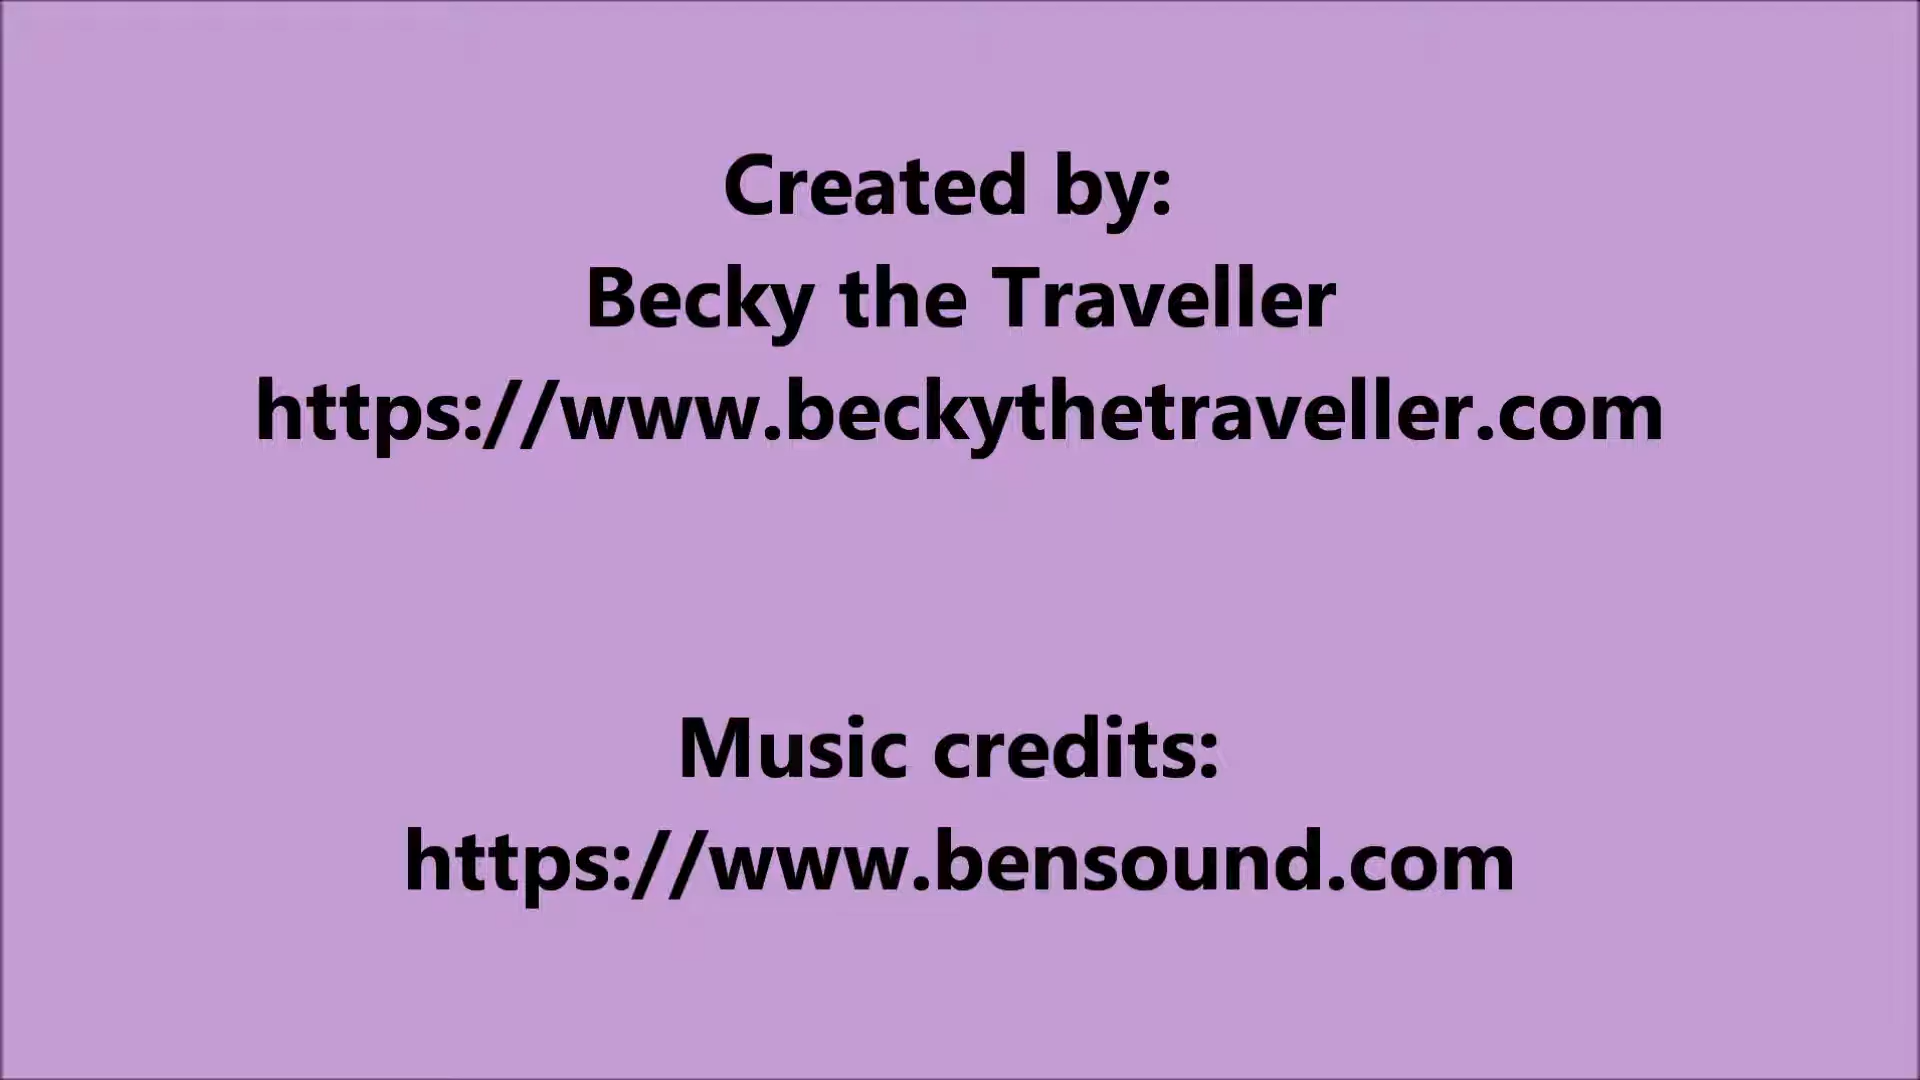 Created by:
Becky the Traveller
https://www.beckythetraveller.com
Music credits:
https://www.bensound.com